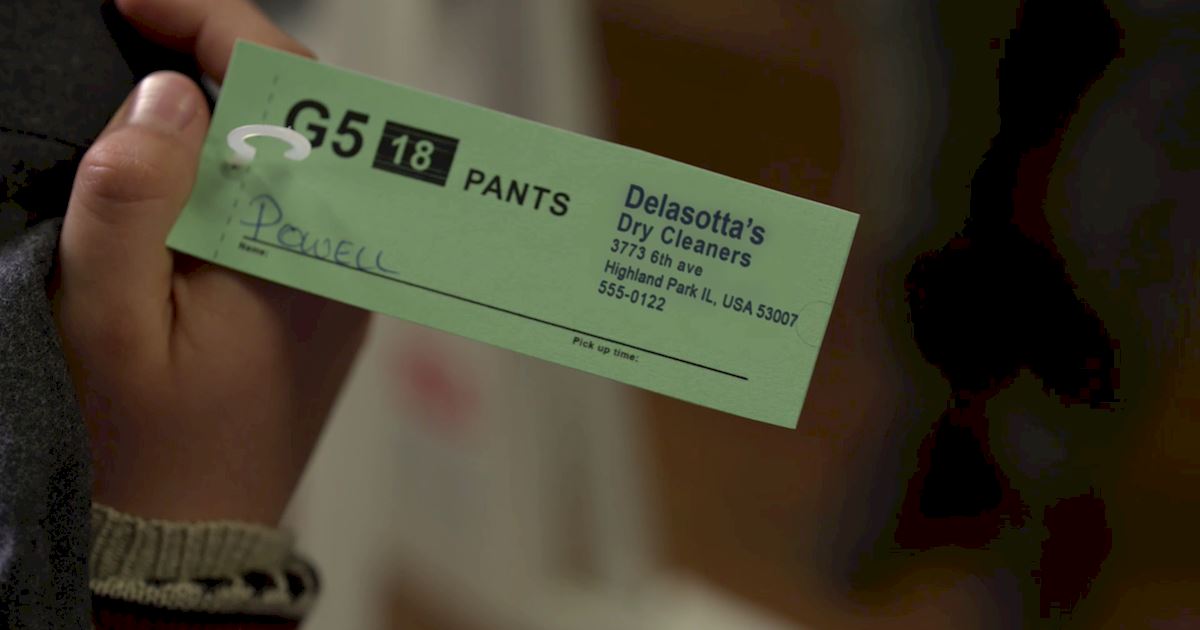 G5 18 PANTS
Powell
Name:
Delasotta's
Dry Cleaners
3773 6th ave
Highland Park IL, USA 53007
555-0122
Pick up time: